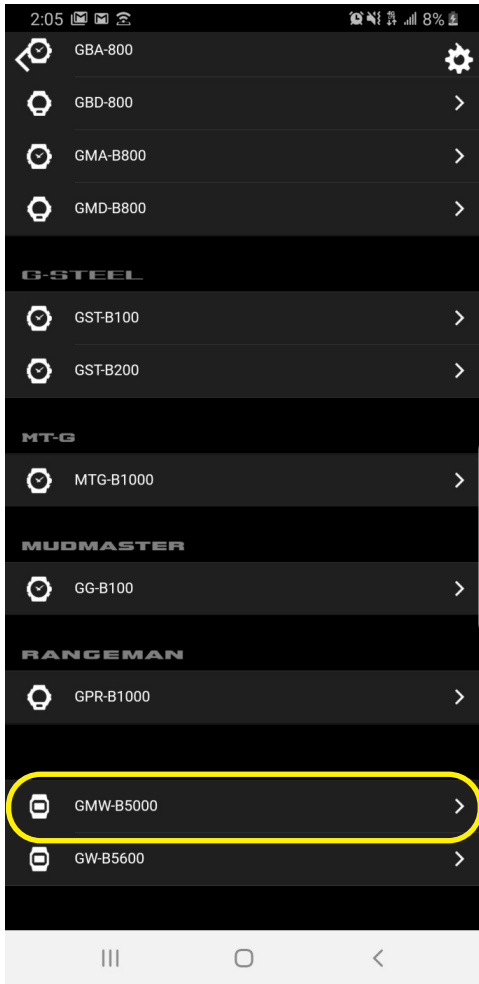 2:05 8%
GBA-800
GBD-800
GMA-B800
GMD-B800
G-STEEL
GST-B100
GST-B200
MT-G
MTG-B1000
MUDMASTER
GG-B100
RANGEMAN
GPR-B1000
GMW-B5000
GW-B5600